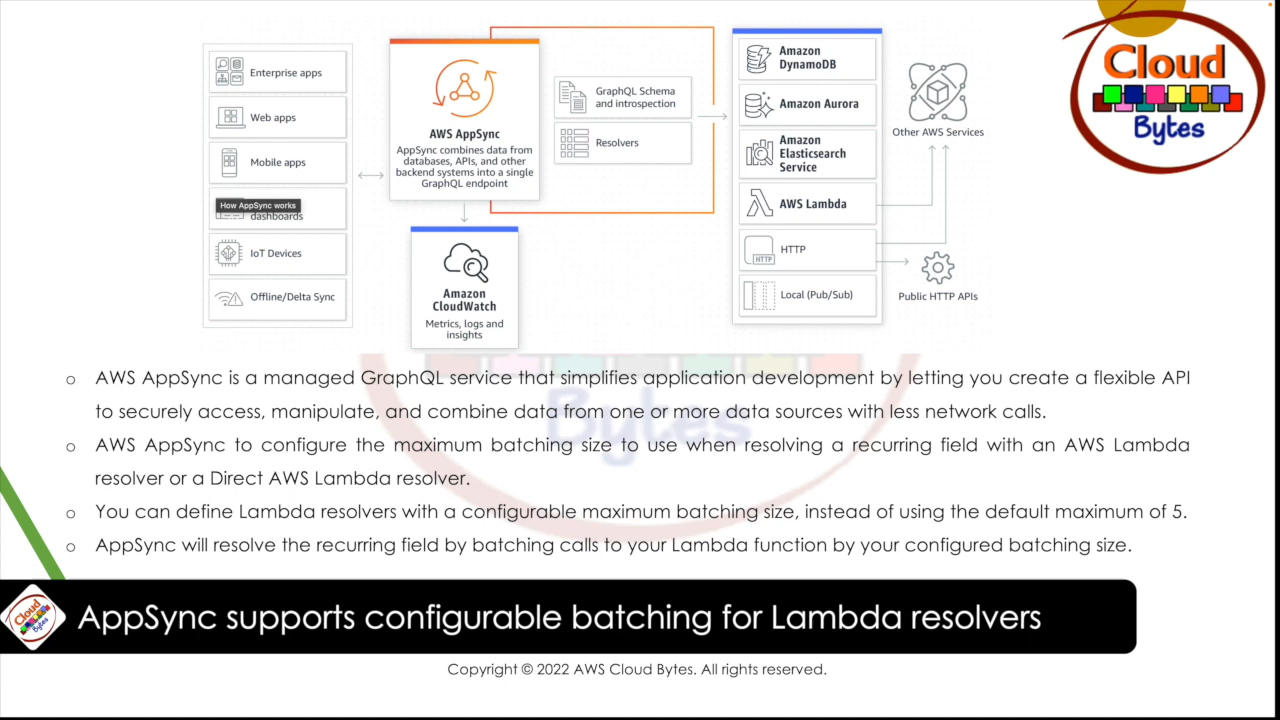 Enterprise apps
Web apps
Mobile apps
How AppSync works
dashboards
IoT Devices
Offline/Delta Sync
AWS AppSync
AppSync combines data from
databases, APIs, and other
backend systems into a single
GraphQL endpoint
Amazon
CloudWatch
Metrics, logs and
insights
GraphQL Schema
and introspection
Resolvers
Amazon
DynamoDB
Amazon Aurora
Amazon
Elasticsearch
Service
AWS Lambda
HTTP
HTTP
Local (Pub/Sub)
Other AWS Services
Public HTTP APIs
Cloud
Bytes
o AWS AppSync is a managed GraphQL service that simplifies application development by letting you create a flexible API
to securely access, manipulate, and combine data from one or more data sources with less network calls.
o AWS AppSync to configure the maximum batching size to use when resolving a recurring field with an AWS Lambda
resolver or a Direct AWS Lambda resolver.
o You can define Lambda resolvers with a configurable maximum batching size, instead of using the default maximum of 5.
o AppSync will resolve the recurring field by batching calls to your Lambda function by your configured batching size.
Bytes
Cloud
Bytes
AppSync supports configurable batching for Lambda resolvers
Copyright © 2022 AWS Cloud Bytes. All rights reserved.